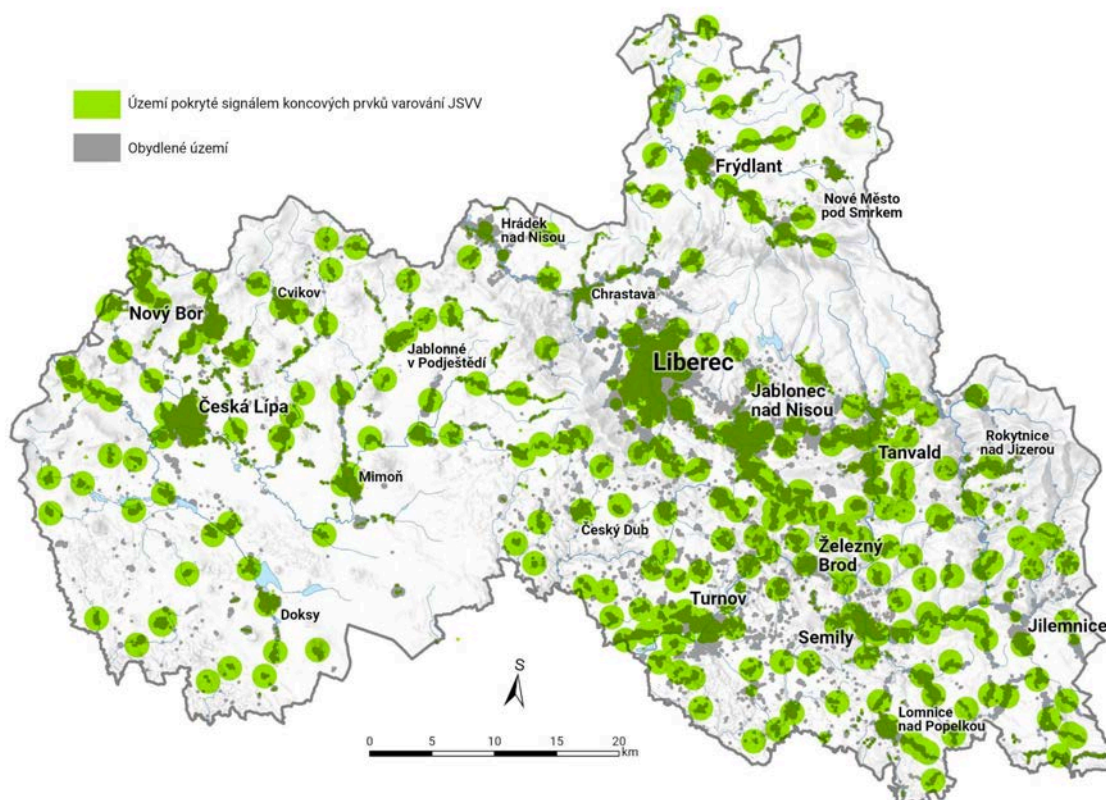 Území pokryté signálem koncových prvků varování JSVV
Obydlené území
Frýdlant
Nové Město
pod Smrkem
Hrádek
nad Nisou
Chrastava
Cvikov
Nový Bor
Jablonné
v Podještědí
Liberec
Jablonec
nad Nisou
Česká Lípa
Tanvald
Rokytnice
nad Jizerou
Mimoň
Český Dub
Železný
Brod
Turnov
Doksy
Semily
Jilemnice
Lomnice
nad Popelkou
S
0 5 10 15 20
km